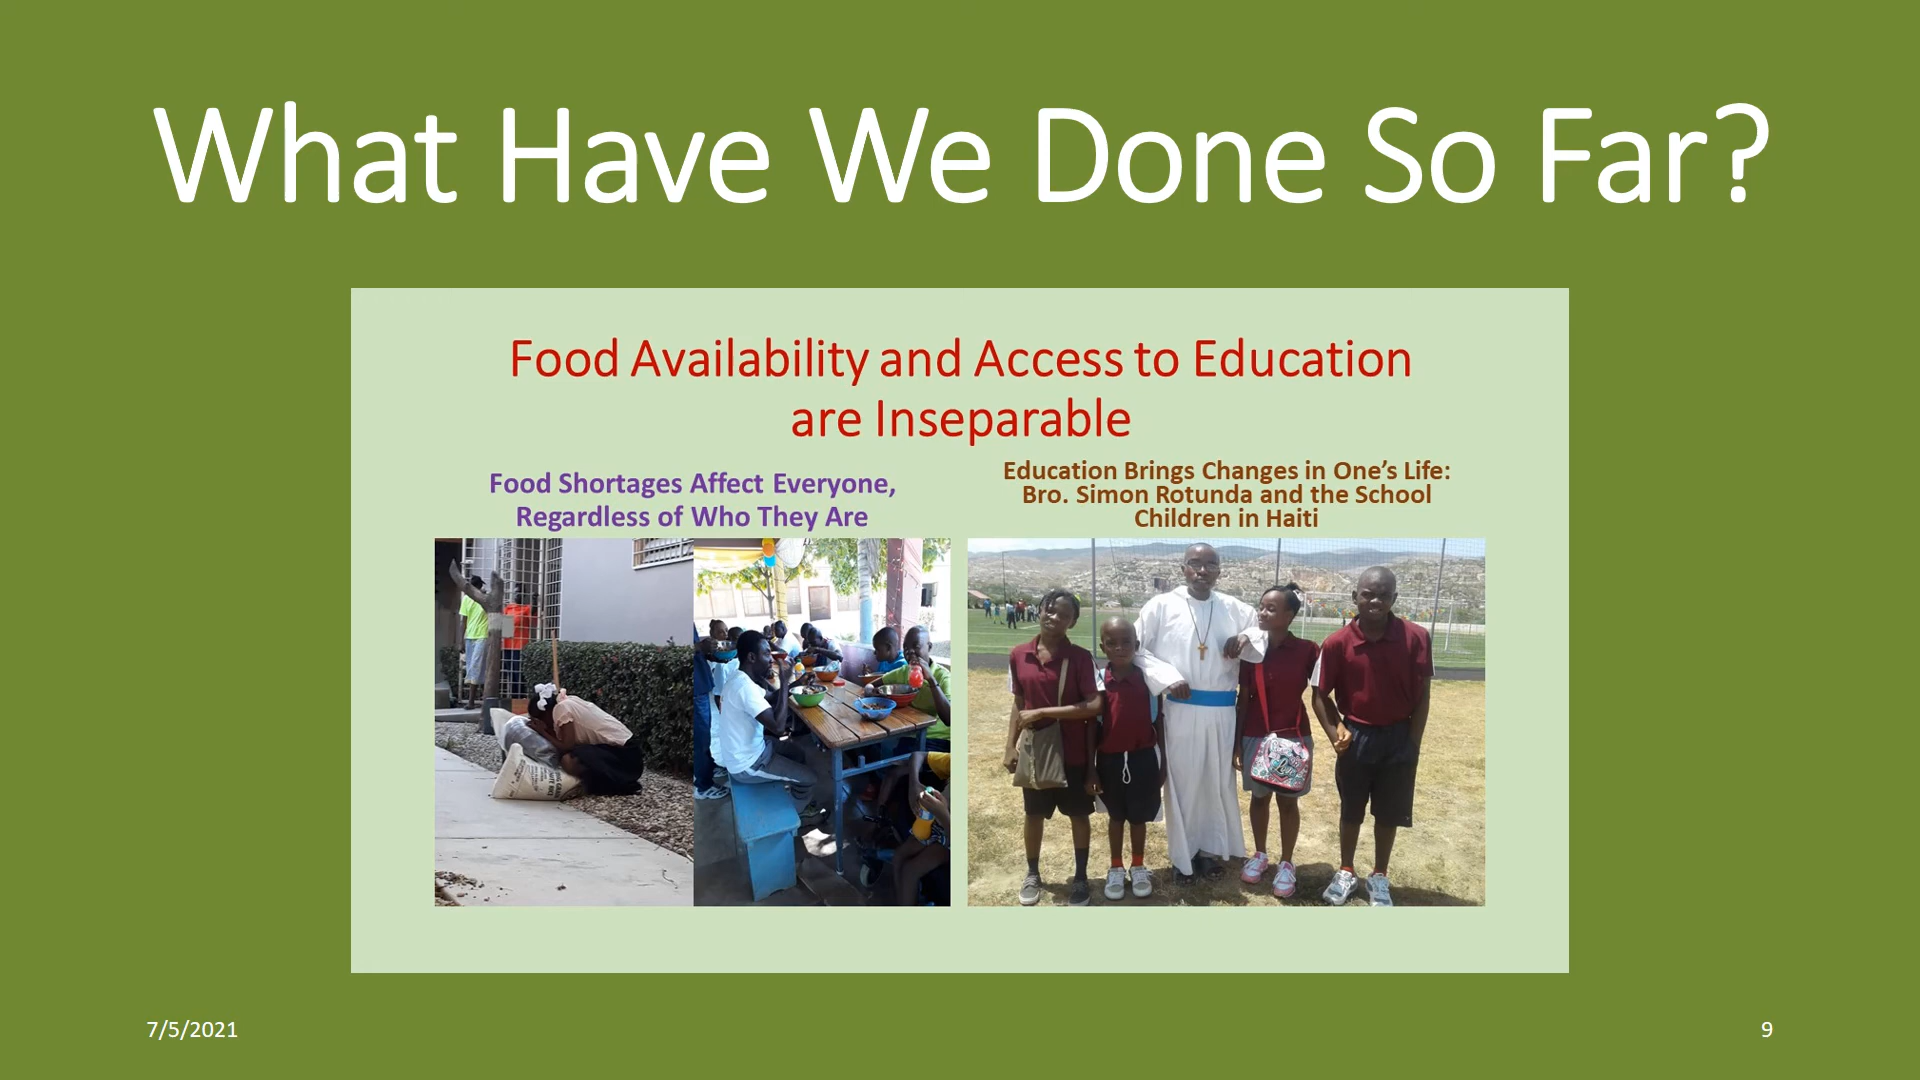 What Have We Done So Far?
Food Availability and Access to Education
are Inseparable
Food Shortages Affect Everyone,
Regardless of Who They Are
Education Brings Changes in One's Life:
Bro. Simon Rotunda and the School
Children in Haiti
7/5/2021
9